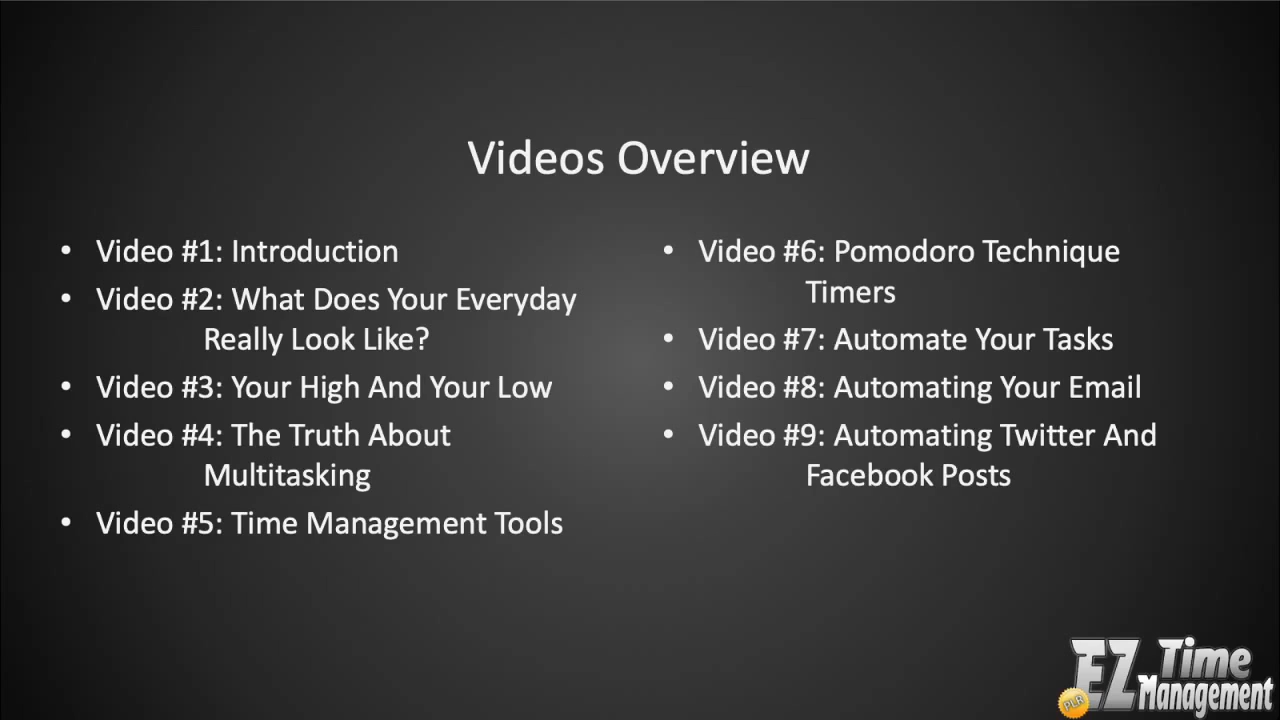 Videos Overview
• Video #1: Introduction
• Video #2: What Does Your Everyday
Really Look Like?
• Video #3: Your High And Your Low
• Video #4: The Truth About
Multitasking
• Video #5: Time Management Tools
• Video #6: Pomodoro Technique
Timers
• Video #7: Automate Your Tasks
• Video #8: Automating Your Email
• Video #9: Automating Twitter And
Facebook Posts
EZ Time
Management
PLR